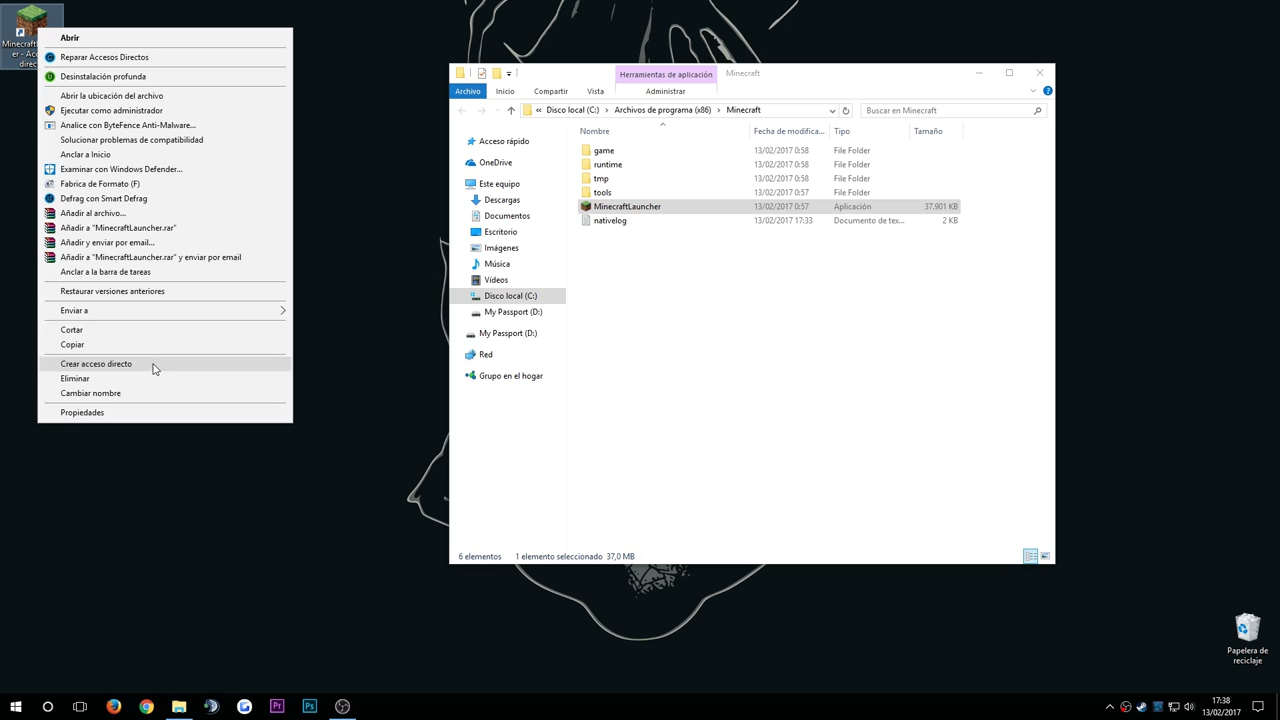 Minecraft
er - Acc
direc
Abrir
Reparar Accesos Directos
Desinstalación profunda
Abrir la ubicación del archivo
Ejecutar como administrador
Analice con ByteFence Anti-Malware...
Solucionar problemas de compatibilidad
Anclar a Inicio
Examinar con Windows Defender...
Fabrica de Formato (F)
Defrag con Smart Defrag
Añadir al archivo...
Añadir a "MinecraftLauncher.rar"
Añadir y enviar por email...
Añadir a "MinecraftLauncher.rar" y enviar por email
Anclar a la barra de tareas
Restaurar versiones anteriores
Enviar a
Cortar
Copiar
Crear acceso directo
Eliminar
Cambiar nombre
Propiedades
Herramientas de aplicación Minecraft
Archivo Inicio Compartir Vista Administrar
« Disco local (C:) > Archivos de programa (x86) > Minecraft Buscar en Minecraft
Nombre Fecha de modifica... Tipo Tamaño
game 13/02/2017 0:58 File Folder
runtime 13/02/2017 0:58 File Folder
tmp 13/02/2017 0:58 File Folder
tools 13/02/2017 0:57 File Folder
MinecraftLauncher 13/02/2017 0:57 Aplicación 37.901 KB
nativelog 13/02/2017 17:33 Documento de tex... 2 KB
Acceso rápido
OneDrive
Este equipo
Descargas
Documentos
Escritorio
Imágenes
Música
Vídeos
Disco local (C:)
My Passport (D:)
My Passport (D:)
Red
Grupo en el hogar
6 elementos 1 elemento seleccionado 37,0 MB
Papelera de
reciclaje
Pr Ps
17:38
13/02/2017